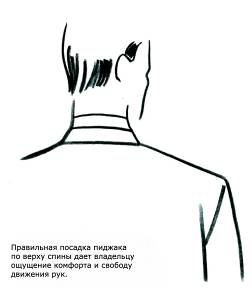 Правильная посадка пиджака
по верху спины дает владельцу
ощущение комфорта и свободу
движения рук.